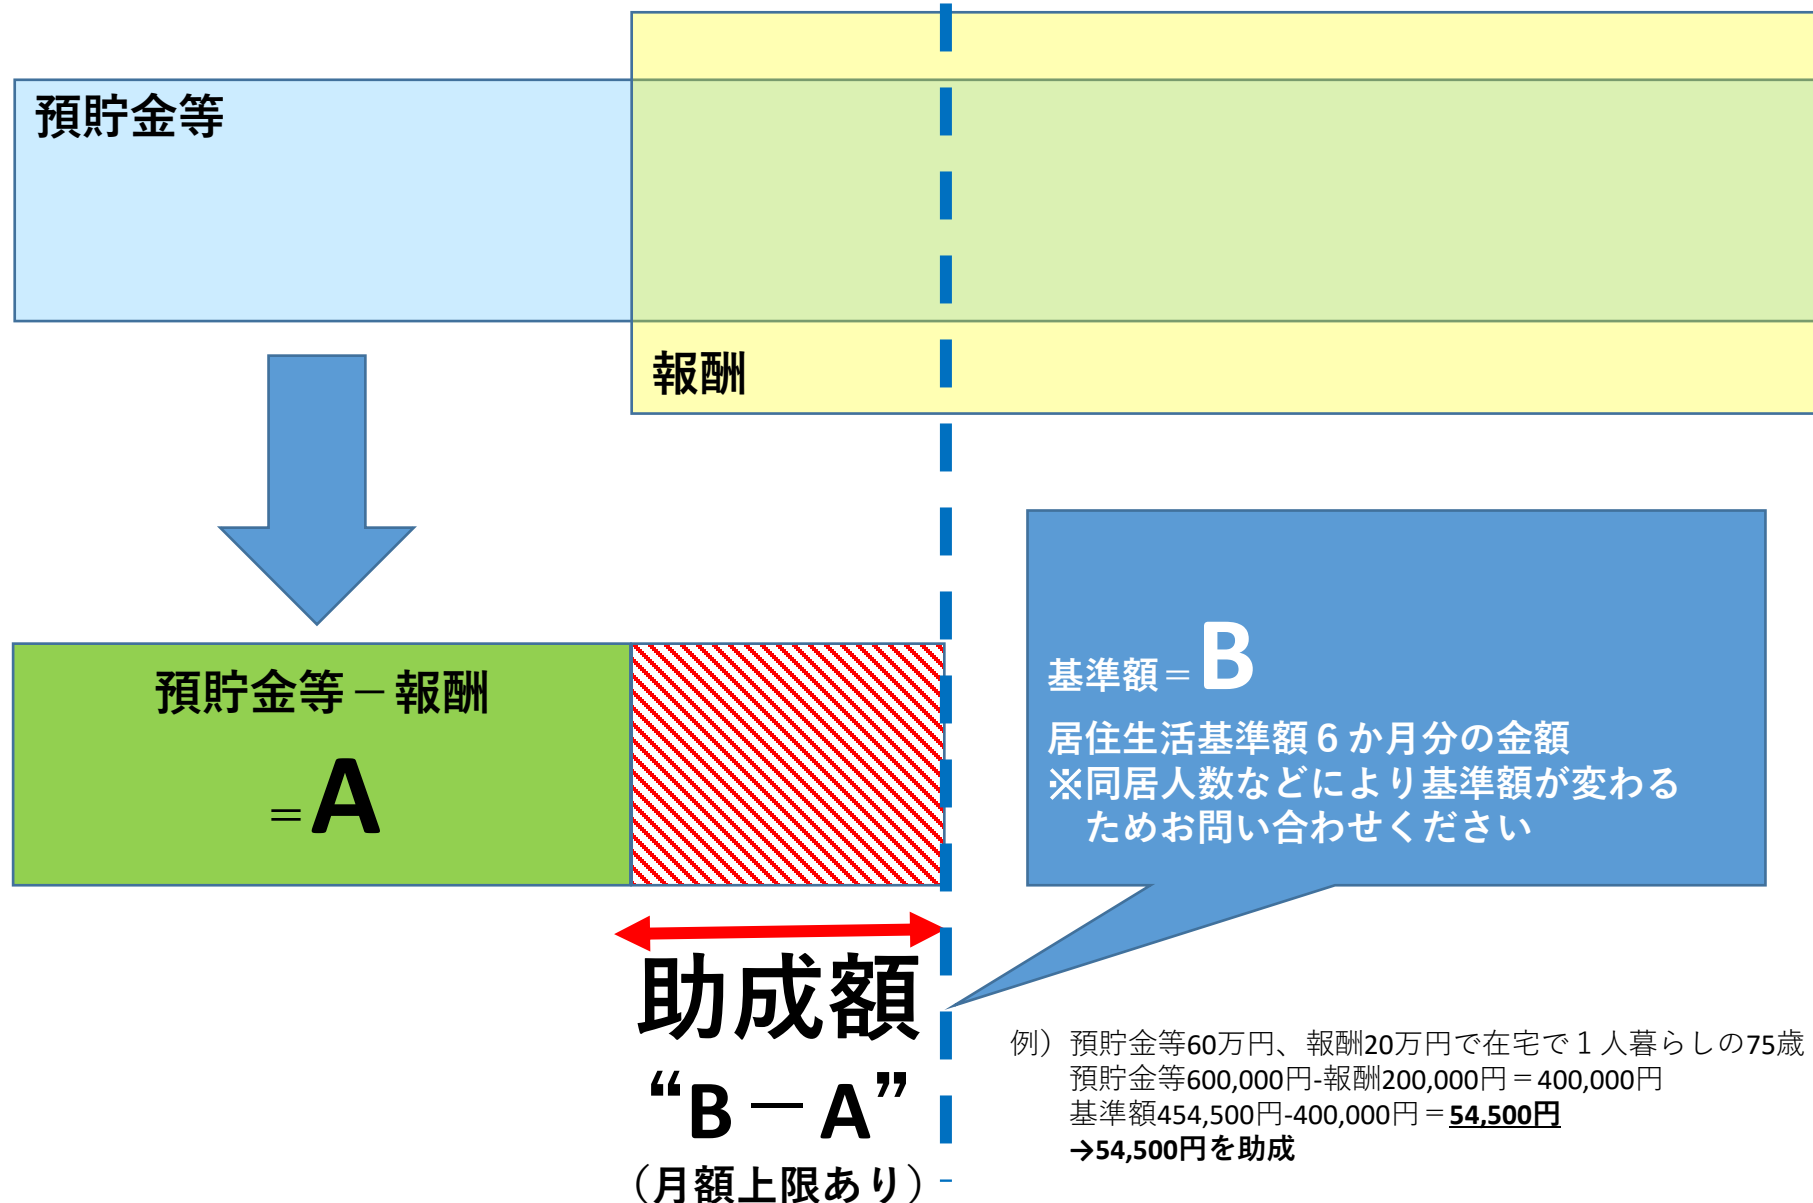 預貯金等
報酬
預貯金等－報酬
＝A
基準額＝B
居住生活基準額６か月分の金額
※同居人数などにより基準額が変わる
ためお問い合わせください
助成額
“B－A”
（月額上限あり）
例）預貯金等60万円、報酬20万円で在宅で１人暮らしの75歳
預貯金等600,000円-報酬200,000円＝400,000円
基準額454,500円-400,000円＝54,500円
→54,500円を助成